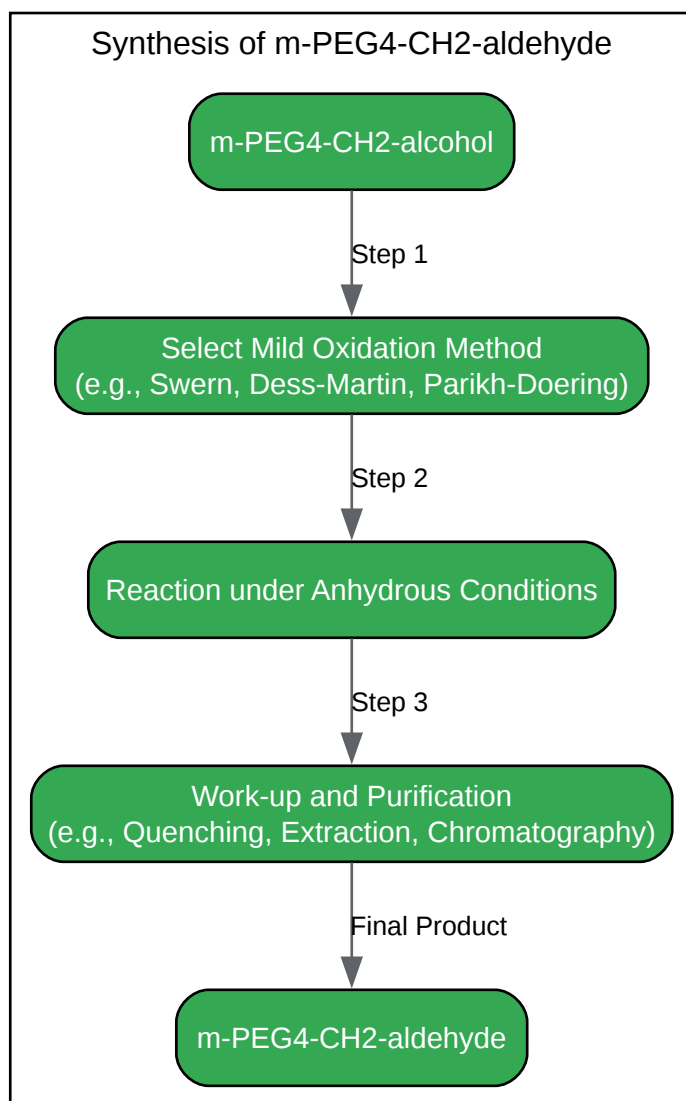 Synthesis of m-PEG4-CH2-aldehyde
m-PEG4-CH2-alcohol
Step 1
Select Mild Oxidation Method
(e.g., Swern, Dess-Martin, Parikh-Doering)
Step 2
Reaction under Anhydrous Conditions
Step 3
Work-up and Purification
(e.g., Quenching, Extraction, Chromatography)
Final Product
m-PEG4-CH2-aldehyde